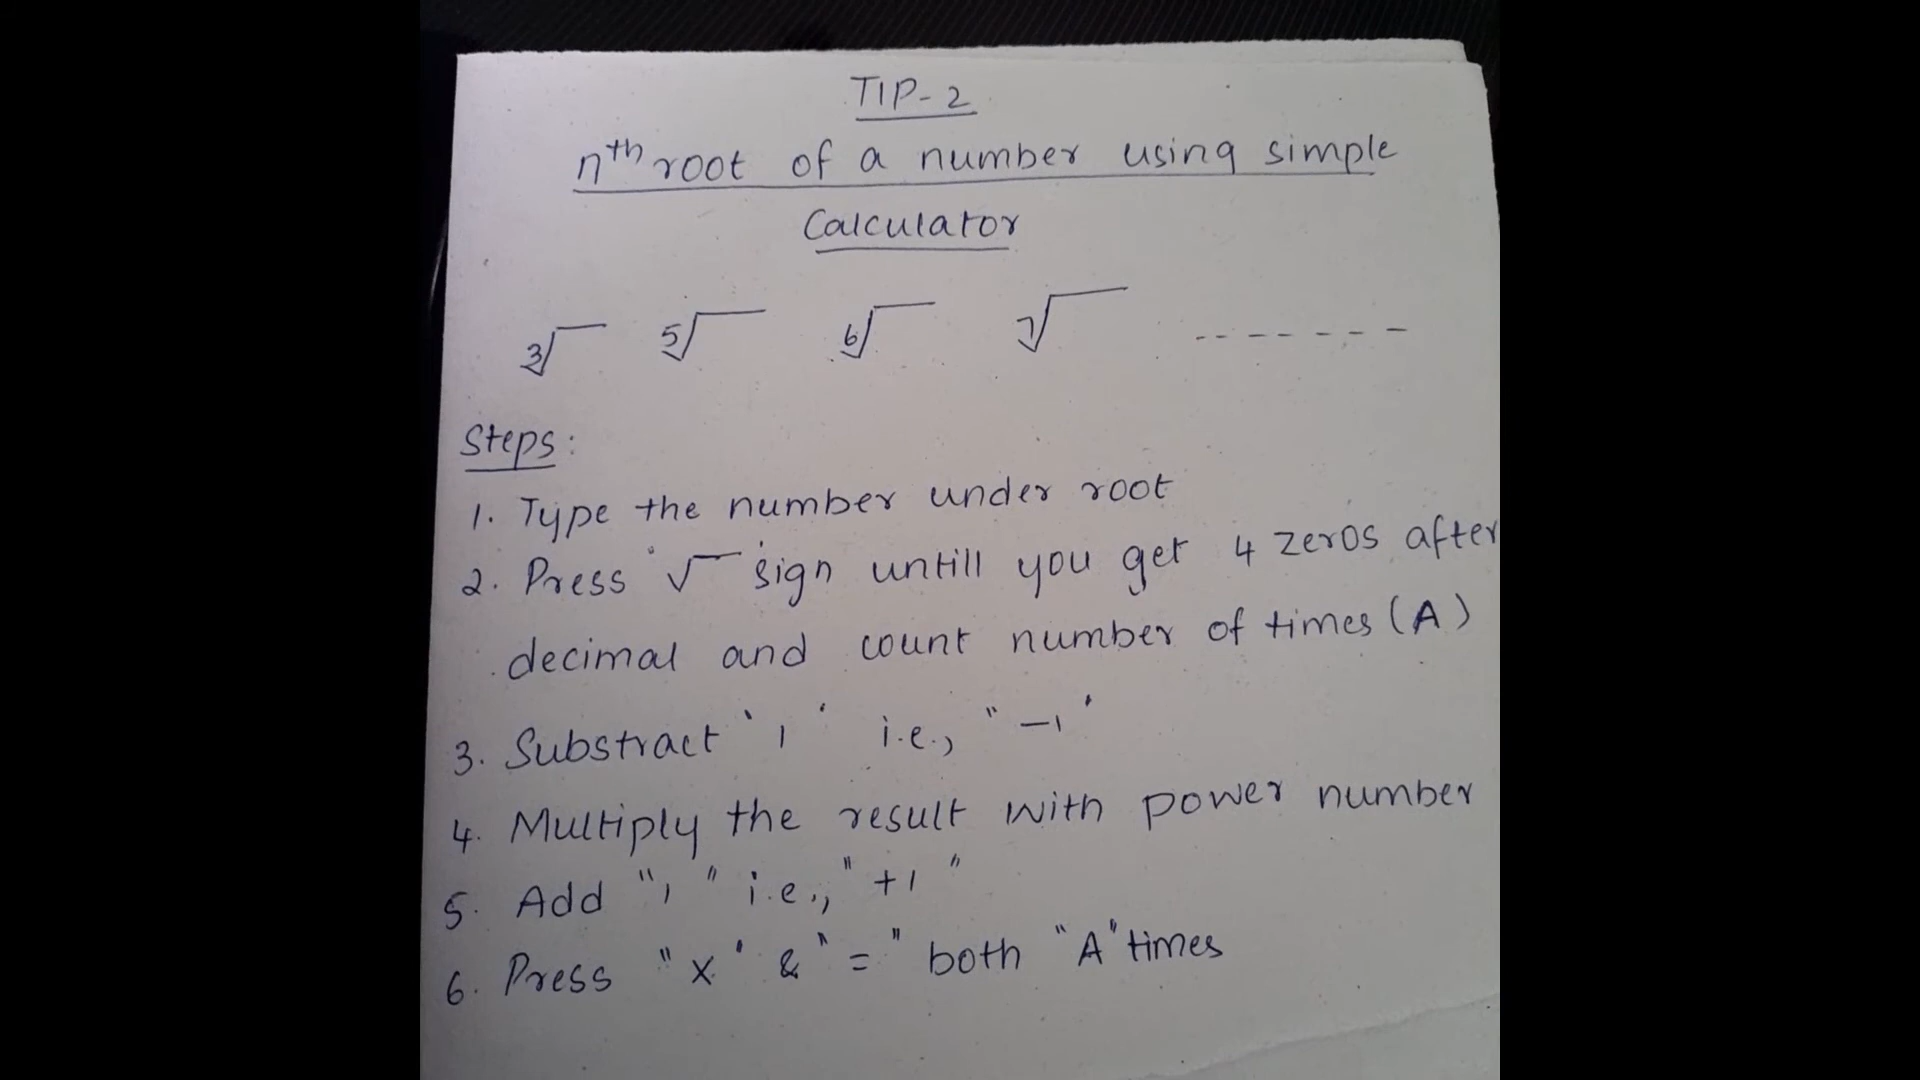 TIP-2
nth root of a number using simple
Calculator
3√ 5√ 6√ 7√ -------
Steps:
1. Type the number under root
2. Press '√' sign untill you get 4 zeros after
decimal and count number of times (A)
3. Substract '1' i.e., "-1'
4. Multiply the result with power number
5. Add "1" i.e., "+1"
6. Press "x' & "=" both "A" times